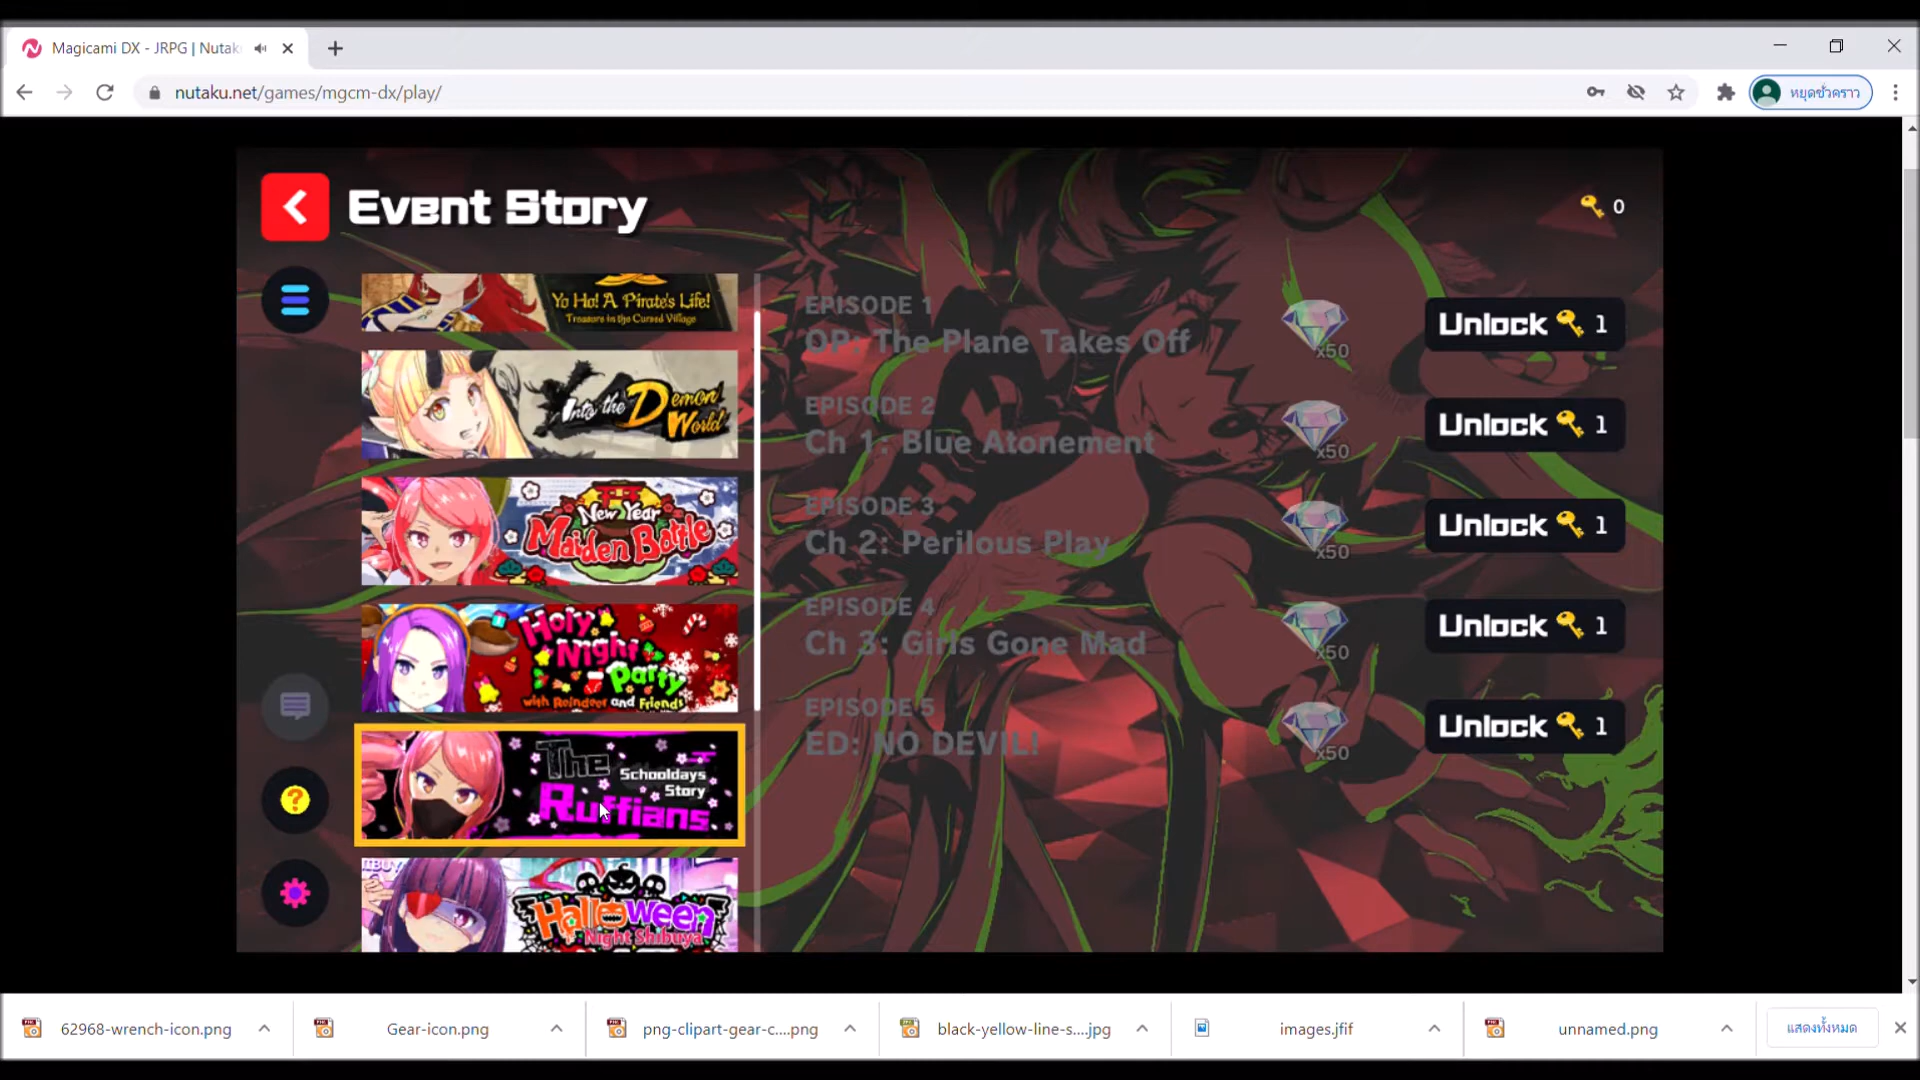 Magicami DX - JRPG | Nutak
nutaku.net/games/mgcm-dx/play/
หยุดชั่วคราว
Event Story
0
Yo Ho! A Pirate's Life!
Treasure in the Cursed Village
Into the Demon World
New Year
Maiden Battle
Holy
Night
Party
with Reindeer and Friends!
The
Schooldays
Story
Ruffians
Halloween
Night Shibuya
EPISODE 1
OP: The Plane Takes Off
x50
Unlock 1
EPISODE 2
Ch 1: Blue Atonement
x50
Unlock 1
EPISODE 3
Ch 2: Perilous Play
x50
Unlock 1
EPISODE 4
Ch 3: Girls Gone Mad
x50
Unlock 1
EPISODE 5
ED: NO DEVIL!
x50
Unlock 1
?
62968-wrench-icon.png
Gear-icon.png
png-clipart-gear-c....png
black-yellow-line-s....jpg
images.jfif
unnamed.png
แสดงทั้งหมด